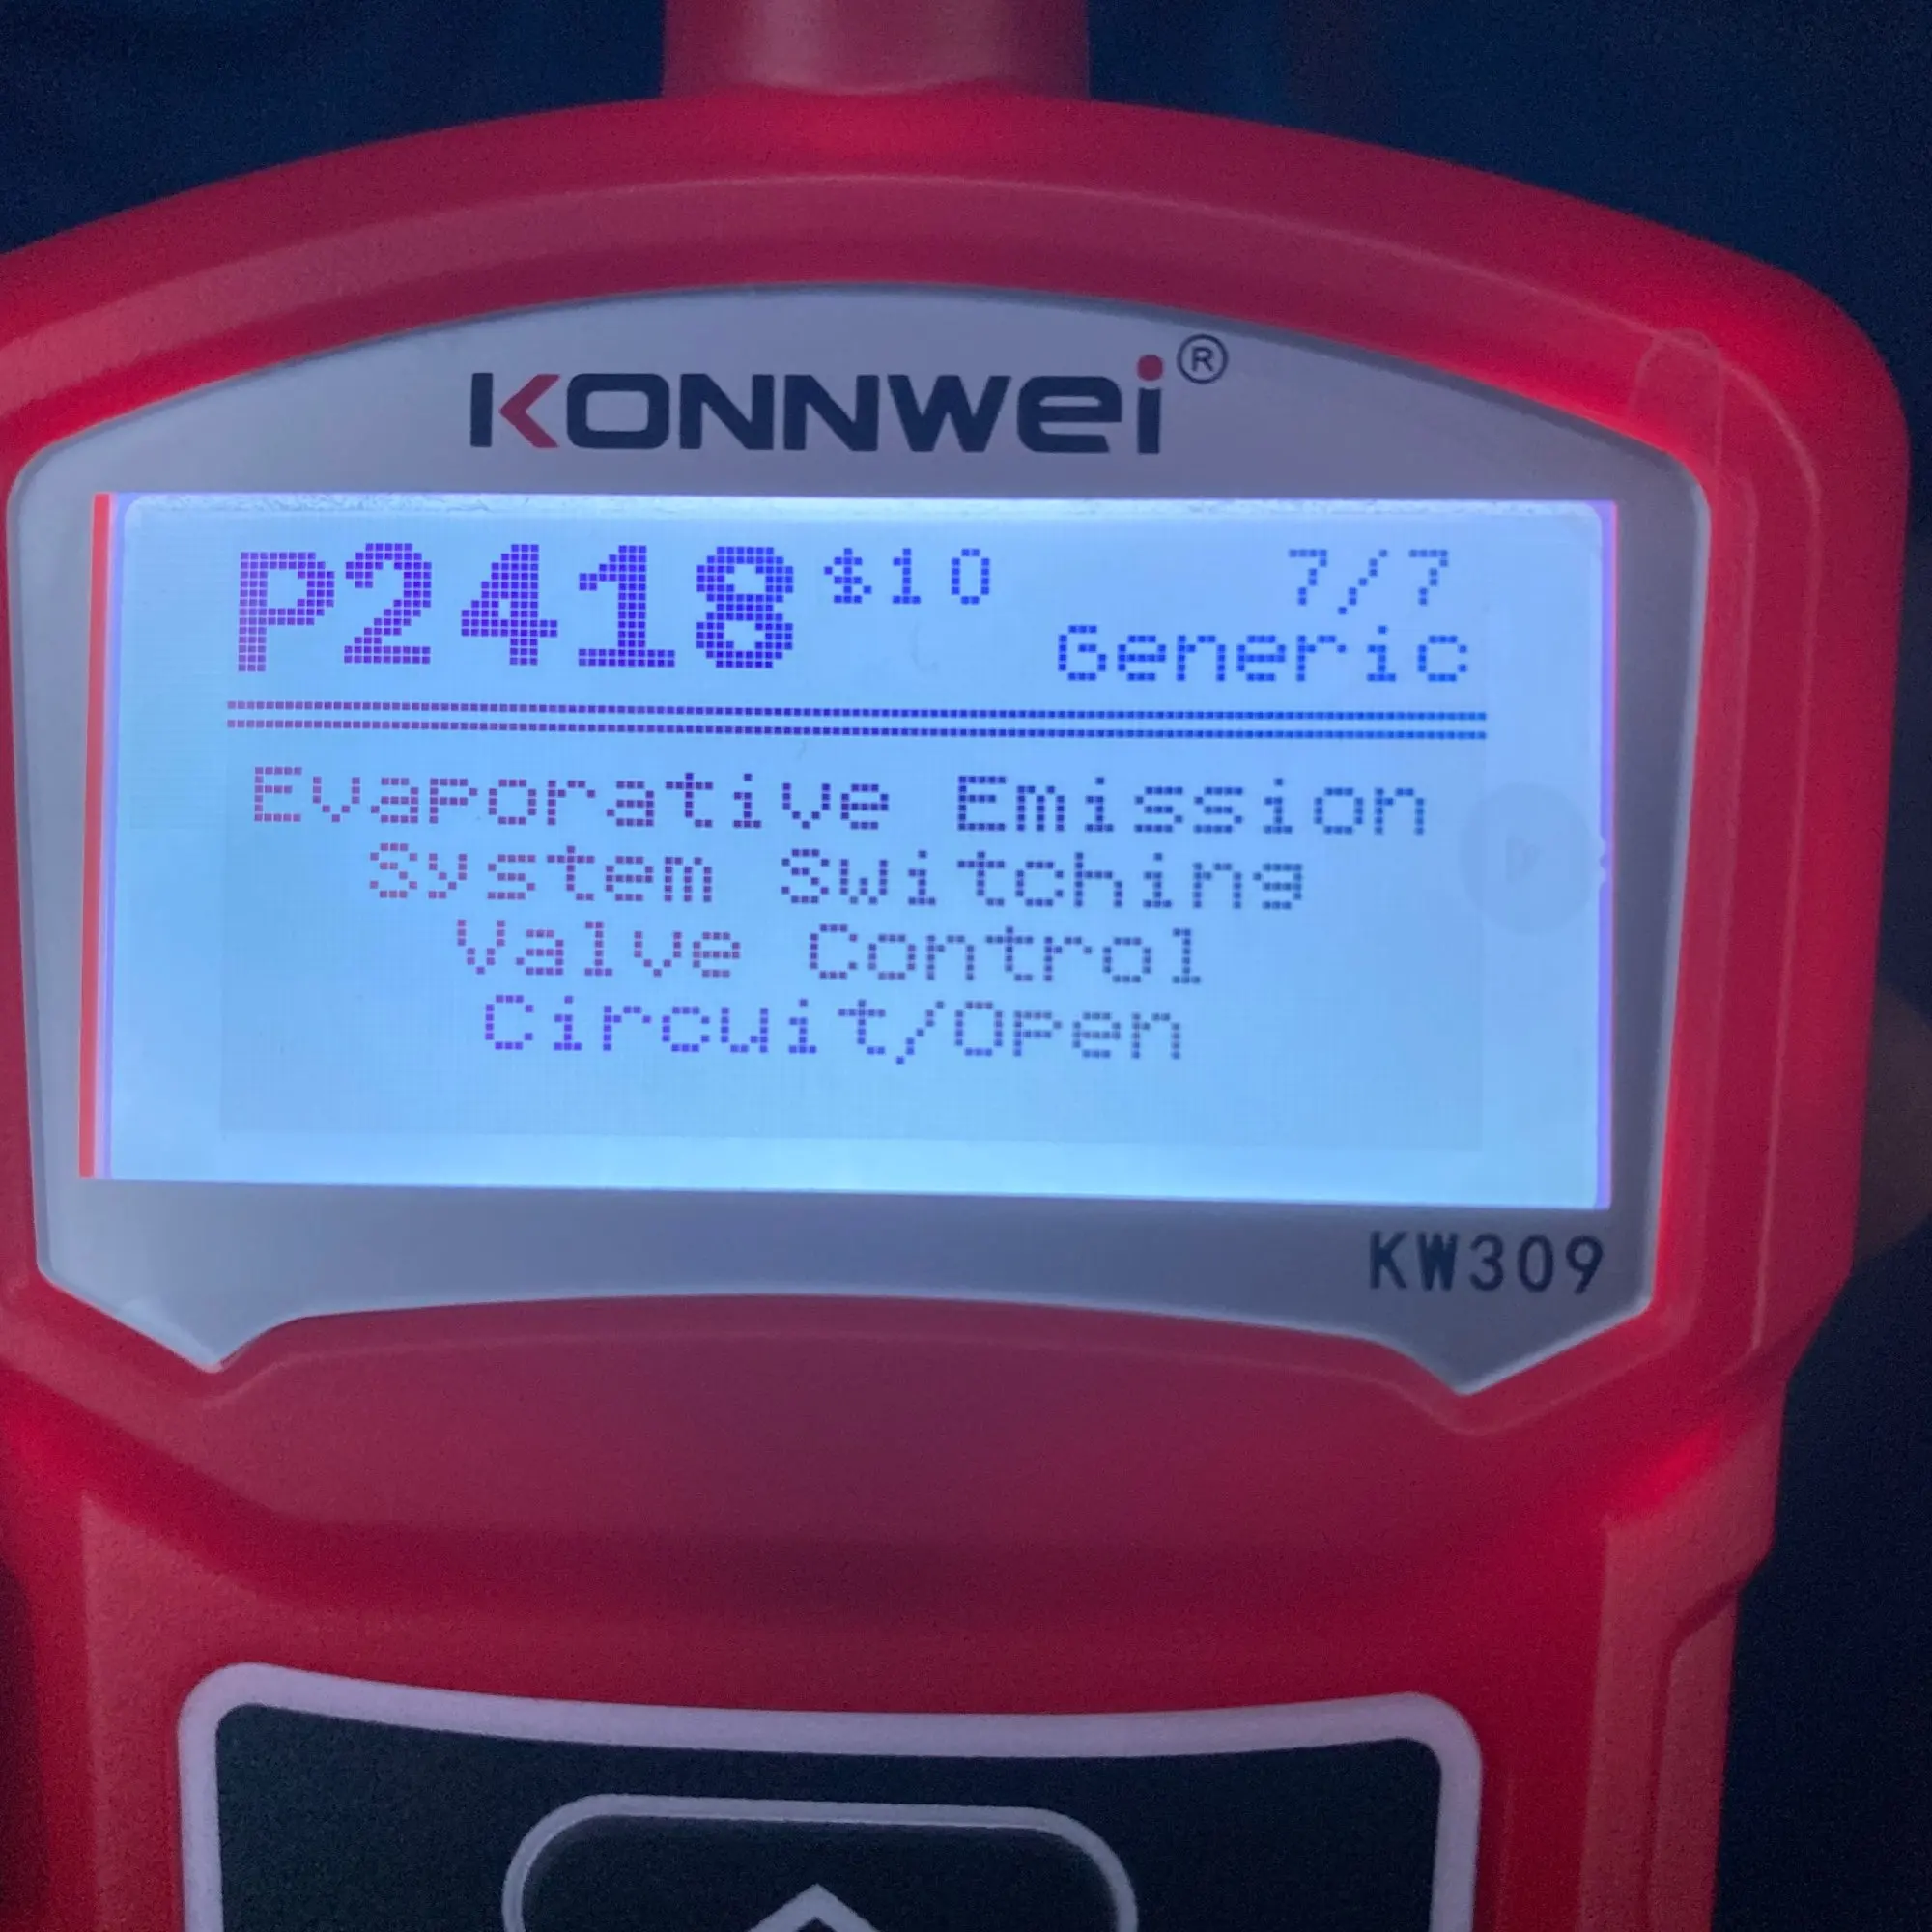 KONNWEI®
P2418 $10 7/7
Generic
Evaporative Emission
System Switching
Valve Control
Circuit/Open
KW309